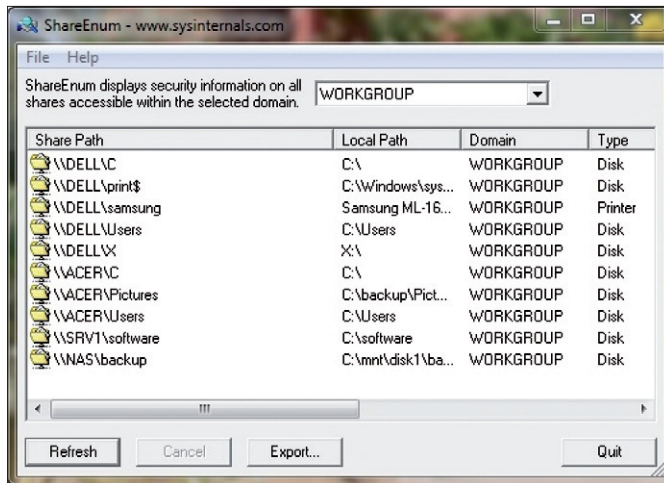 ShareEnum - www.sysinternals.com
File Help
ShareEnum displays security information on all
shares accessible within the selected domain.
WORKGROUP
Share Path Local Path Domain Type
\\DELL\C C:\ WORKGROUP Disk
\\DELL\print$ C:\Windows\sys... WORKGROUP Disk
\\DELL\samsung Samsung ML-16... WORKGROUP Printer
\\DELL\Users C:\Users WORKGROUP Disk
\\DELL\X X:\ WORKGROUP Disk
\\ACER\C C:\ WORKGROUP Disk
\\ACER\Pictures C:\backup\Pict... WORKGROUP Disk
\\ACER\Users C:\Users WORKGROUP Disk
\\SRV1\software C:\software WORKGROUP Disk
\\NAS\backup C:\mnt\disk1\ba... WORKGROUP Disk
Refresh Cancel Export... Quit